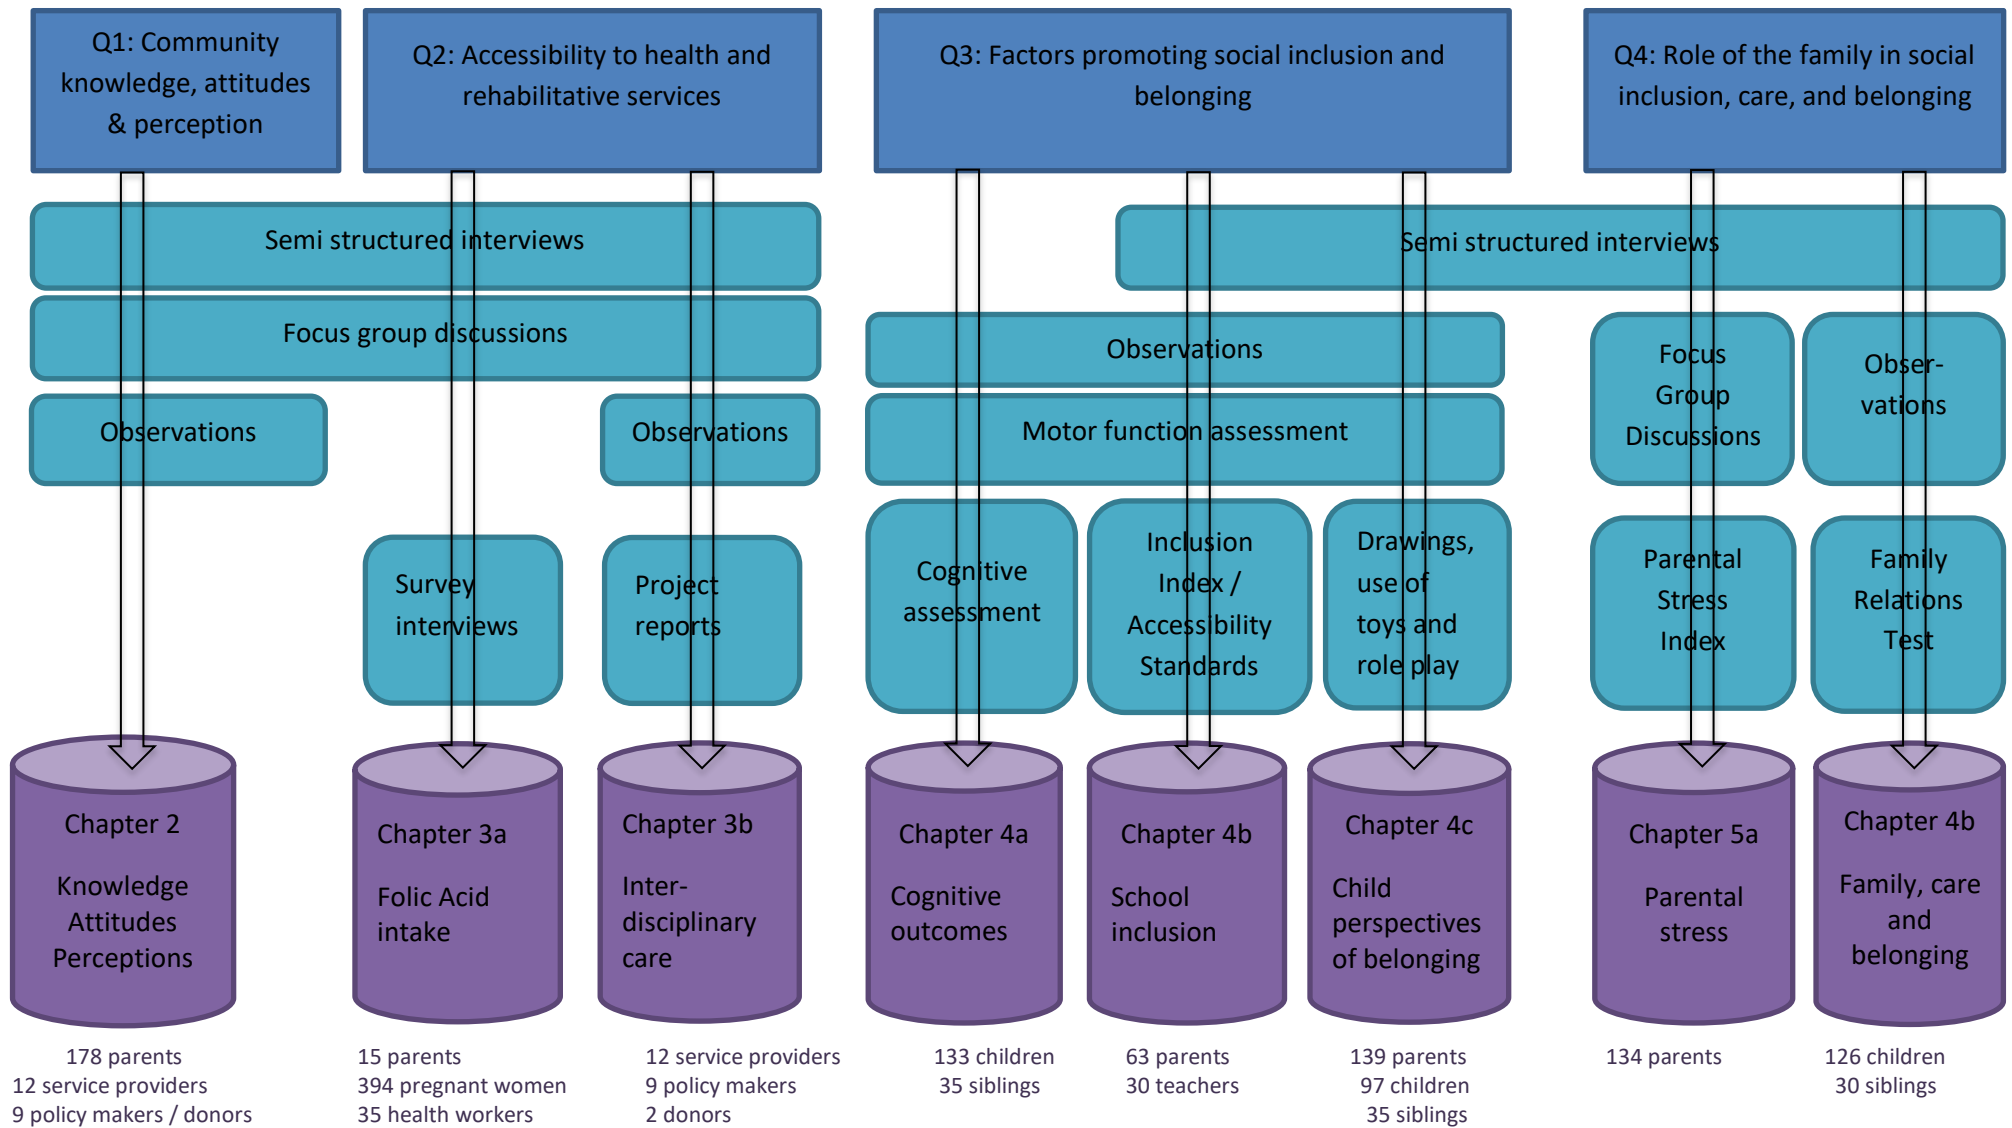 Q1: Community
knowledge, attitudes
& perception
Q2: Accessibility to health and
rehabilitative services
Q3: Factors promoting social inclusion and
belonging
Q4: Role of the family in social
inclusion, care, and belonging
Semi structured interviews
Semi structured interviews
Focus group discussions
Observations
Focus
Group
Discussions
Obser-
vations
Observations
Observations
Motor function assessment
Survey
interviews
Project
reports
Cognitive
assessment
Inclusion
Index /
Accessibility
Standards
Drawings,
use of
toys and
role play
Parental
Stress
Index
Family
Relations
Test
Chapter 2
Knowledge
Attitudes
Perceptions
Chapter 3a
Folic Acid
intake
Chapter 3b
Inter-
disciplinary
care
Chapter 4a
Cognitive
outcomes
Chapter 4b
School
inclusion
Chapter 4c
Child
perspectives
of belonging
Chapter 5a
Parental
stress
Chapter 4b
Family, care
and
belonging
178 parents
12 service providers
9 policy makers / donors
15 parents
394 pregnant women
35 health workers
12 service providers
9 policy makers
2 donors
133 children
35 siblings
63 parents
30 teachers
139 parents
97 children
35 siblings
134 parents
126 children
30 siblings